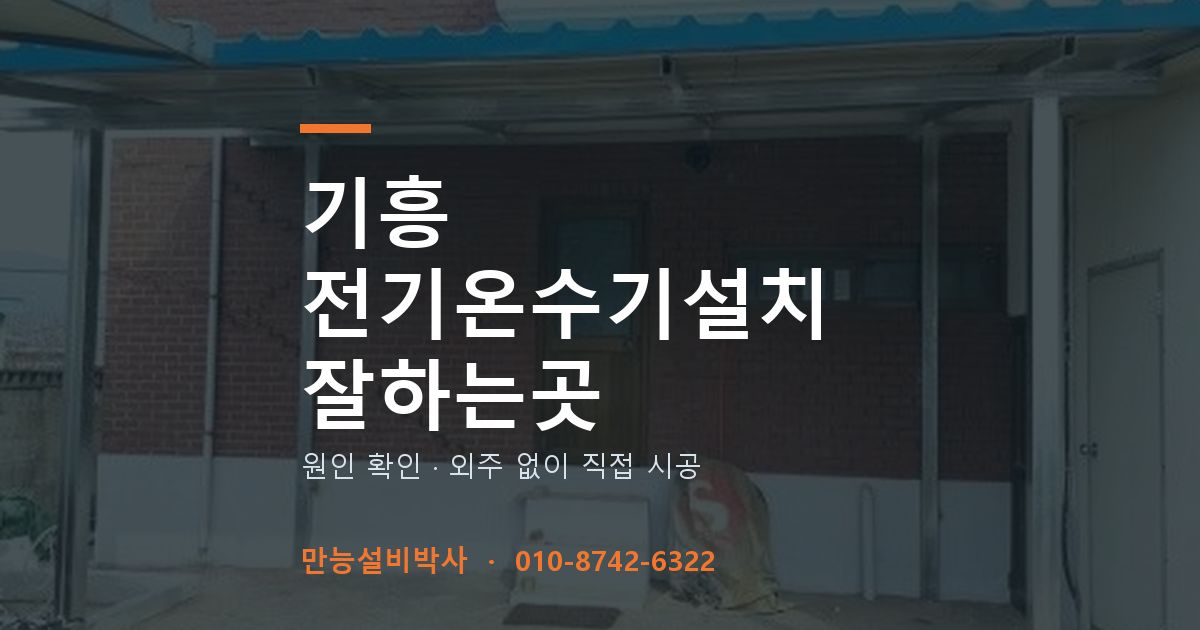 기흥
전기온수기설치
잘하는곳
원인 확인 · 외주 없이 직접 시공
만능설비박사 · 010-8742-6322
S